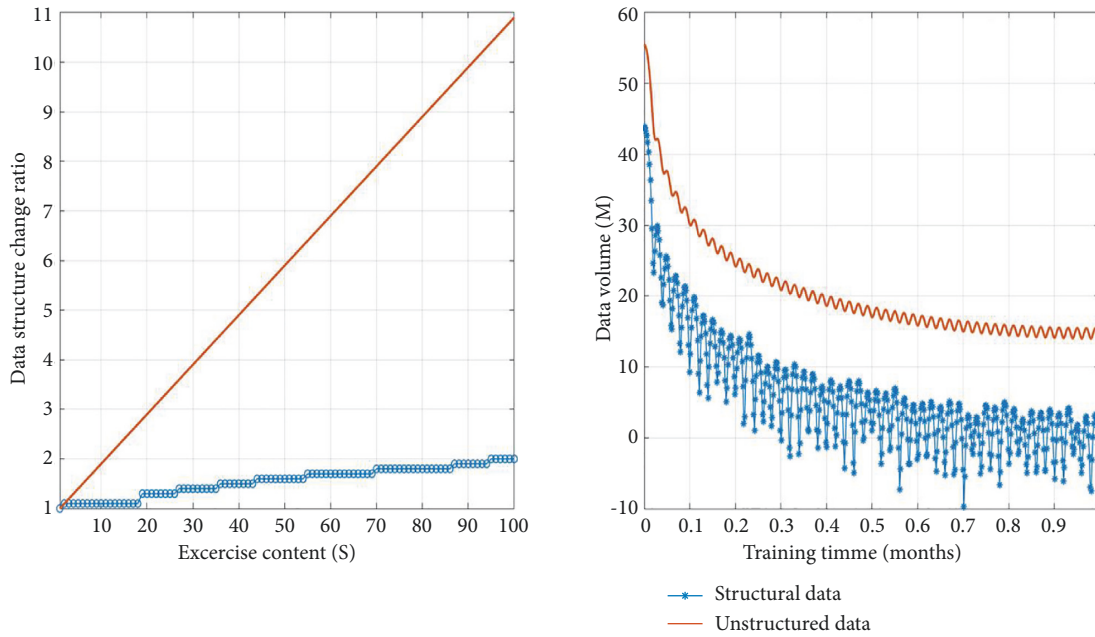 11
10
9
8
7
6
5
4
3
2
1
Data structure change ratio
10 20 30 40 50 60 70 80 90 100
Excercise content (S)
60
50
40
30
20
10
0
-10
Data volume (M)
0 0.1 0.2 0.3 0.4 0.5 0.6 0.7 0.8 0.9
Training timme (months)
Structural data
Unstructured data